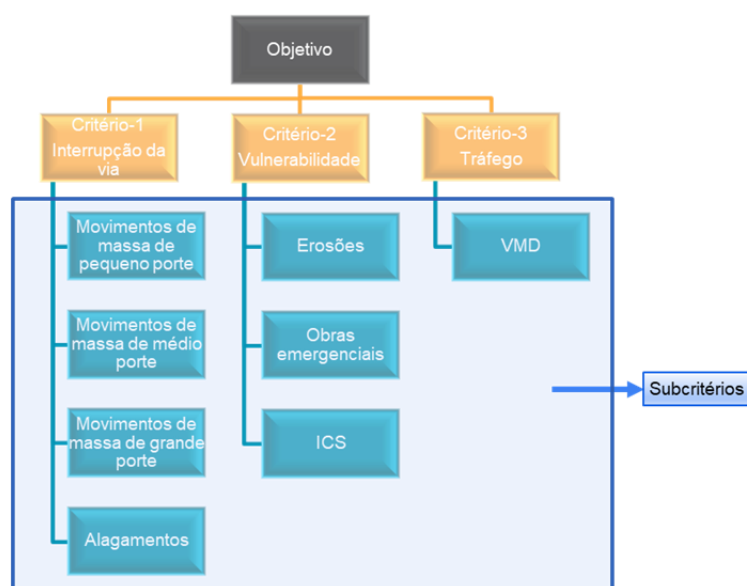 Objetivo
Critério-1
Interrupção da
via
Critério-2
Vulnerabilidade
Critério-3
Tráfego
Movimentos de
massa de
pequeno porte
Movimentos de
massa de médio
porte
Movimentos de
massa de grande
porte
Alagamentos
Erosões
Obras
emergenciais
ICS
VMD
Subcritérios